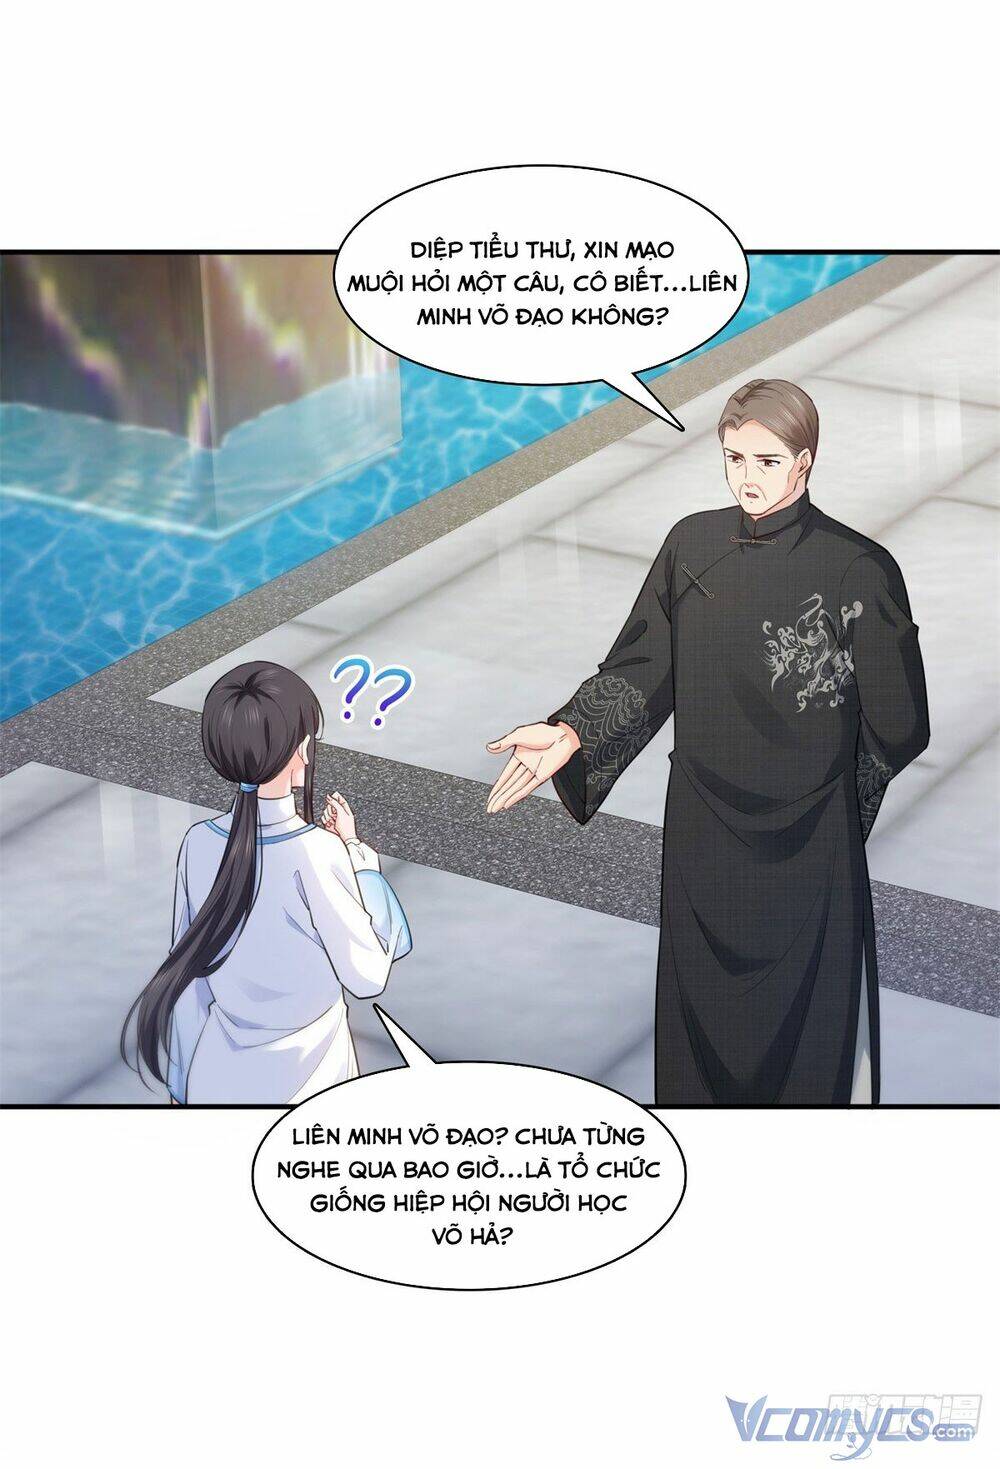 DIỆP TIỂU THƯ, XIN MẠO
MUỘI HỎI MỘT CÂU, CÔ BIẾT...LIÊN
MINH VÕ ĐẠO KHÔNG?
??
LIÊN MINH VÕ ĐẠO? CHƯA TỪNG
NGHE QUA BAO GIỜ...LÀ TỔ CHỨC
GIỐNG HIỆP HỘI NGƯỜI HỌC
VÕ HẢ?
VCOMYCS.com